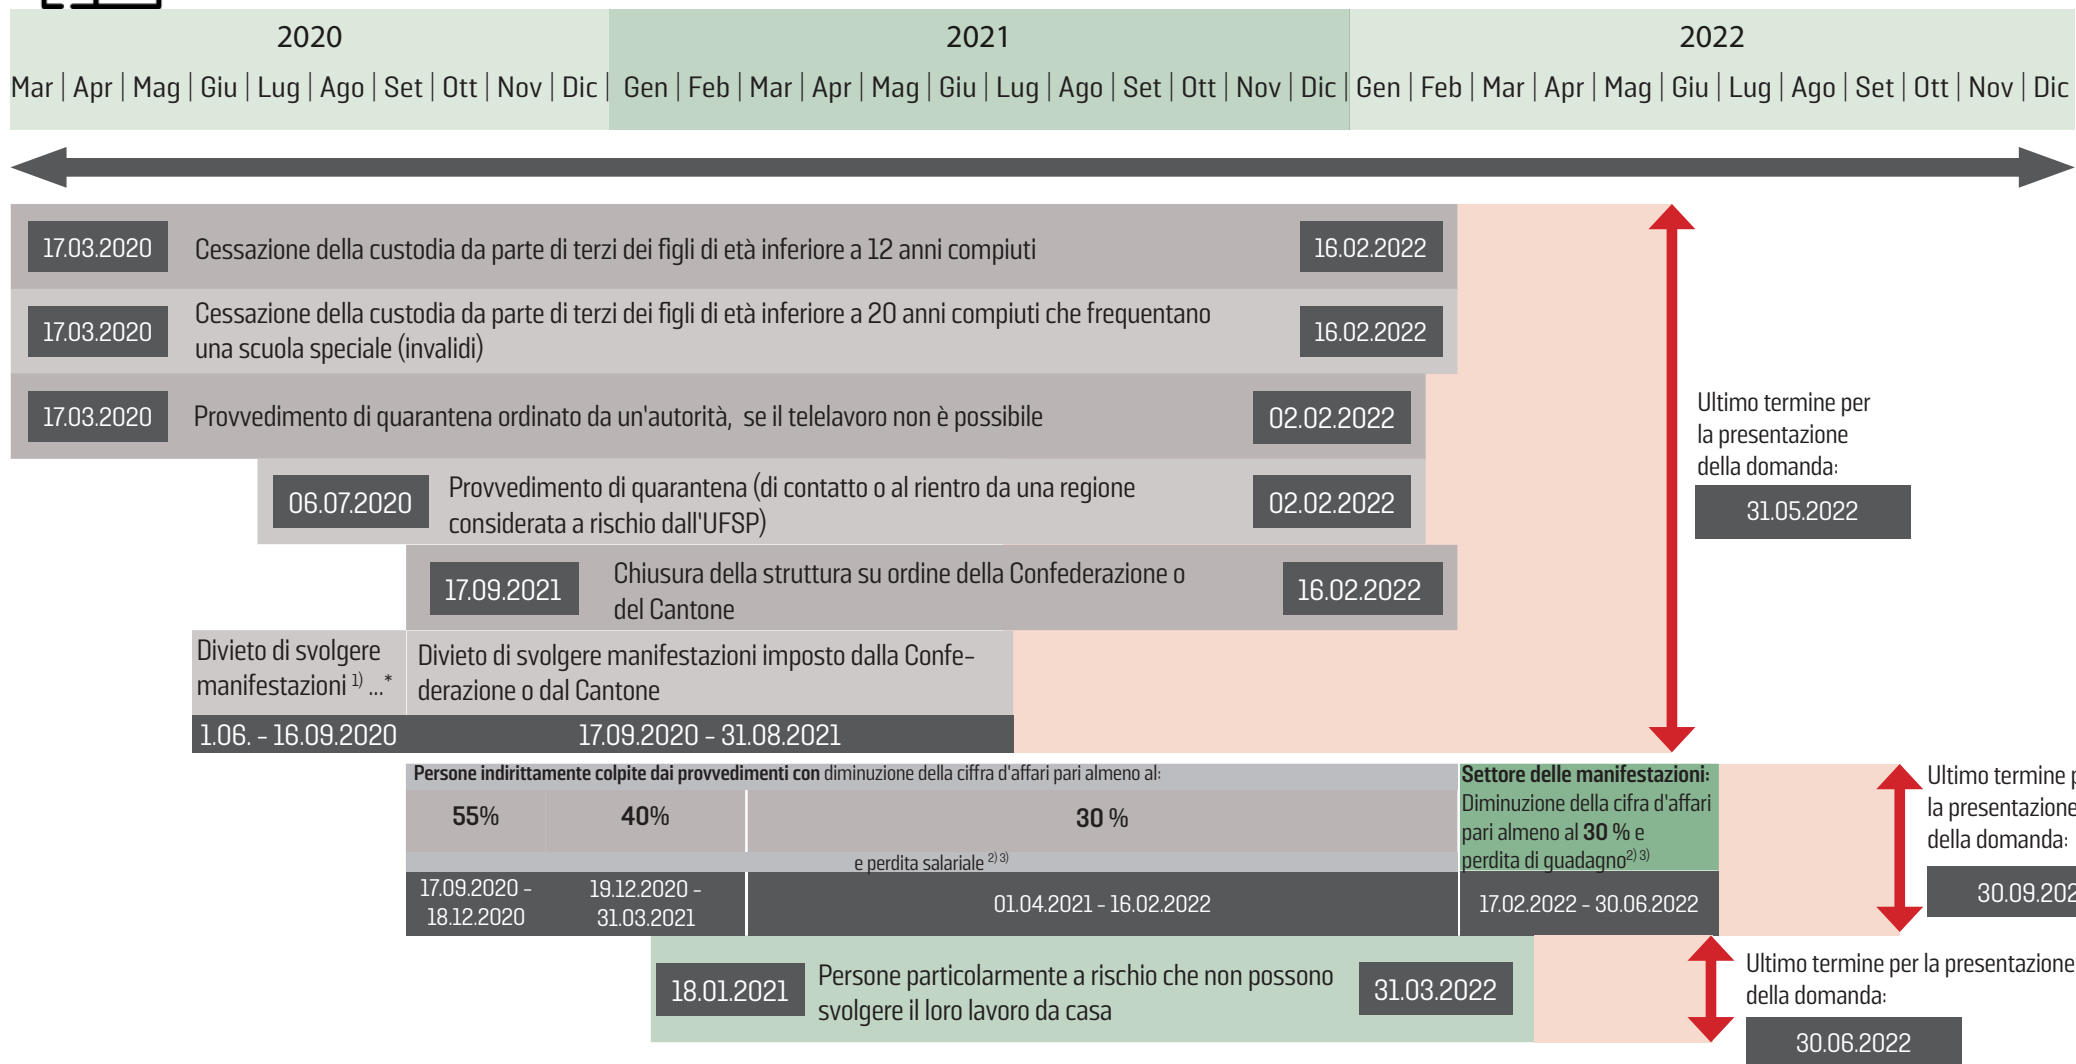 2020 2021 2022
Mar | Apr | Mag | Giu | Lug | Ago | Set | Ott | Nov | Dic | Gen | Feb | Mar | Apr | Mag | Giu | Lug | Ago | Set | Ott | Nov | Dic | Gen | Feb | Mar | Apr | Mag | Giu | Lug | Ago | Set | Ott | Nov | Dic
17.03.2020 Cessazione della custodia da parte di terzi dei figli di età inferiore a 12 anni compiuti 16.02.2022
17.03.2020 Cessazione della custodia da parte di terzi dei figli di età inferiore a 20 anni compiuti che frequentano
una scuola speciale (invalidi) 16.02.2022
17.03.2020 Provvedimento di quarantena ordinato da un'autorità, se il telelavoro non è possibile 02.02.2022
06.07.2020 Provvedimento di quarantena (di contatto o al rientro da una regione
considerata a rischio dall'UFSP) 02.02.2022
17.09.2021 Chiusura della struttura su ordine della Confederazione o
del Cantone 16.02.2022
Ultimo termine per
la presentazione
della domanda:
31.05.2022
Divieto di svolgere
manifestazioni 1) ...*
1.06. - 16.09.2020
Divieto di svolgere manifestazioni imposto dalla Confe-
derazione o dal Cantone
17.09.2020 - 31.08.2021
Persone indirittamente colpite dai provvedimenti con diminuzione della ciffra d'affari pari almeno al:
55% 40% 30 %
e perdita salariale 2) 3)
17.09.2020 -
18.12.2020
19.12.2020 -
31.03.2021
01.04.2021 - 16.02.2022
Settore delle manifestazioni:
Diminuzione della cifra d'affari
pari almeno al 30 % e
perdita di guadagno2) 3)
17.02.2022 - 30.06.2022
Ultimo termine
la presentazione
della domanda:
30.09.202
18.01.2021 Persone particolarmente a rischio che non possono
svolgere il loro lavoro da casa 31.03.2022
Ultimo termine per la presentazione
della domanda:
30.06.2022